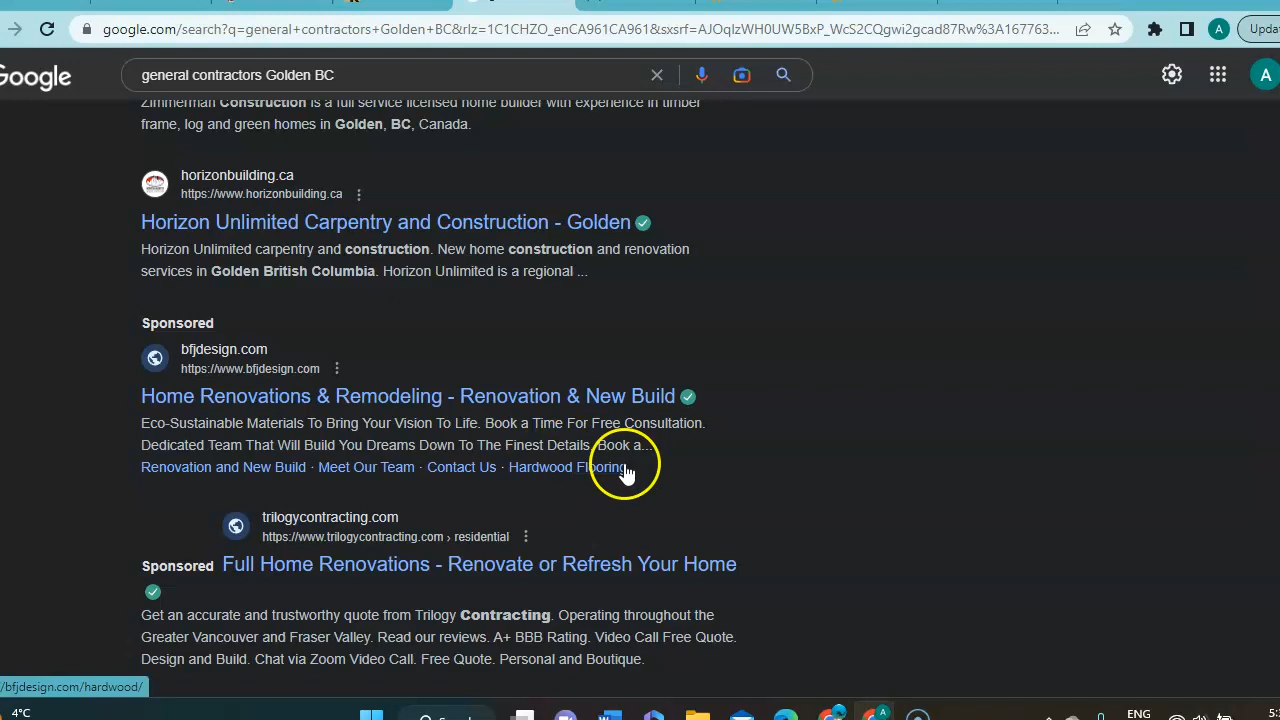 google.com/search?q=general+contractors+Golden+BC&rlz=1C1CHZO_enCA961CA961&sxsrf=AJOqlzWH0UW5BxP_WcS2CQgwi2gcad87Rw%3A167763...
Updat
Google
general contractors Golden BC
A
A
Zimmerman Construction is a full service licensed home builder with experience in timber
frame, log and green homes in Golden, BC, Canada.
horizonbuilding.ca
https://www.horizonbuilding.ca
Horizon Unlimited Carpentry and Construction - Golden
Horizon Unlimited carpentry and construction. New home construction and renovation
services in Golden British Columbia. Horizon Unlimited is a regional ...
Sponsored
bfjdesign.com
https://www.bfjdesign.com
Home Renovations & Remodeling - Renovation & New Build
Eco-Sustainable Materials To Bring Your Vision To Life. Book a Time For Free Consultation.
Dedicated Team That Will Build You Dreams Down To The Finest Details. Book a...
Renovation and New Build · Meet Our Team · Contact Us · Hardwood Flooring
trilogycontracting.com
https://www.trilogycontracting.com › residential
Sponsored Full Home Renovations - Renovate or Refresh Your Home
Get an accurate and trustworthy quote from Trilogy Contracting. Operating throughout the
Greater Vancouver and Fraser Valley. Read our reviews. A+ BBB Rating. Video Call Free Quote.
Design and Build. Chat via Zoom Video Call. Free Quote. Personal and Boutique.
/bfjdesign.com/hardwood/
4°C
ENG